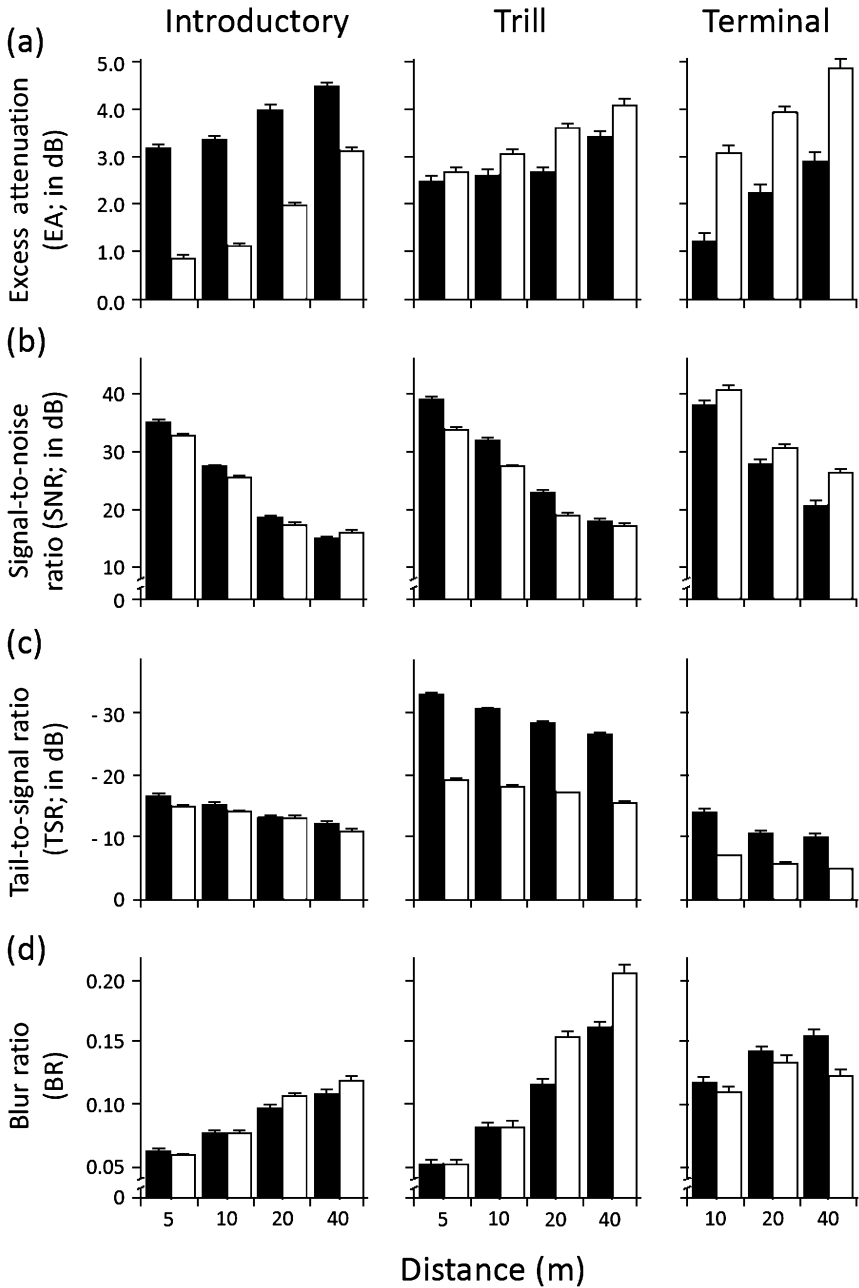 Introductory Trill Terminal
(a)
Excess attenuation
(EA; in dB)
5.0
4.0
3.0
2.0
1.0
0.0
(b)
Signal-to-noise
ratio (SNR; in dB)
40
30
20
10
0
(c)
Tail-to-signal ratio
(TSR; in dB)
- 30
- 20
- 10
0
(d)
Blur ratio
(BR)
0.20
0.15
0.10
0.05
0
5 10 20 40 5 10 20 40 10 20 40
Distance (m)